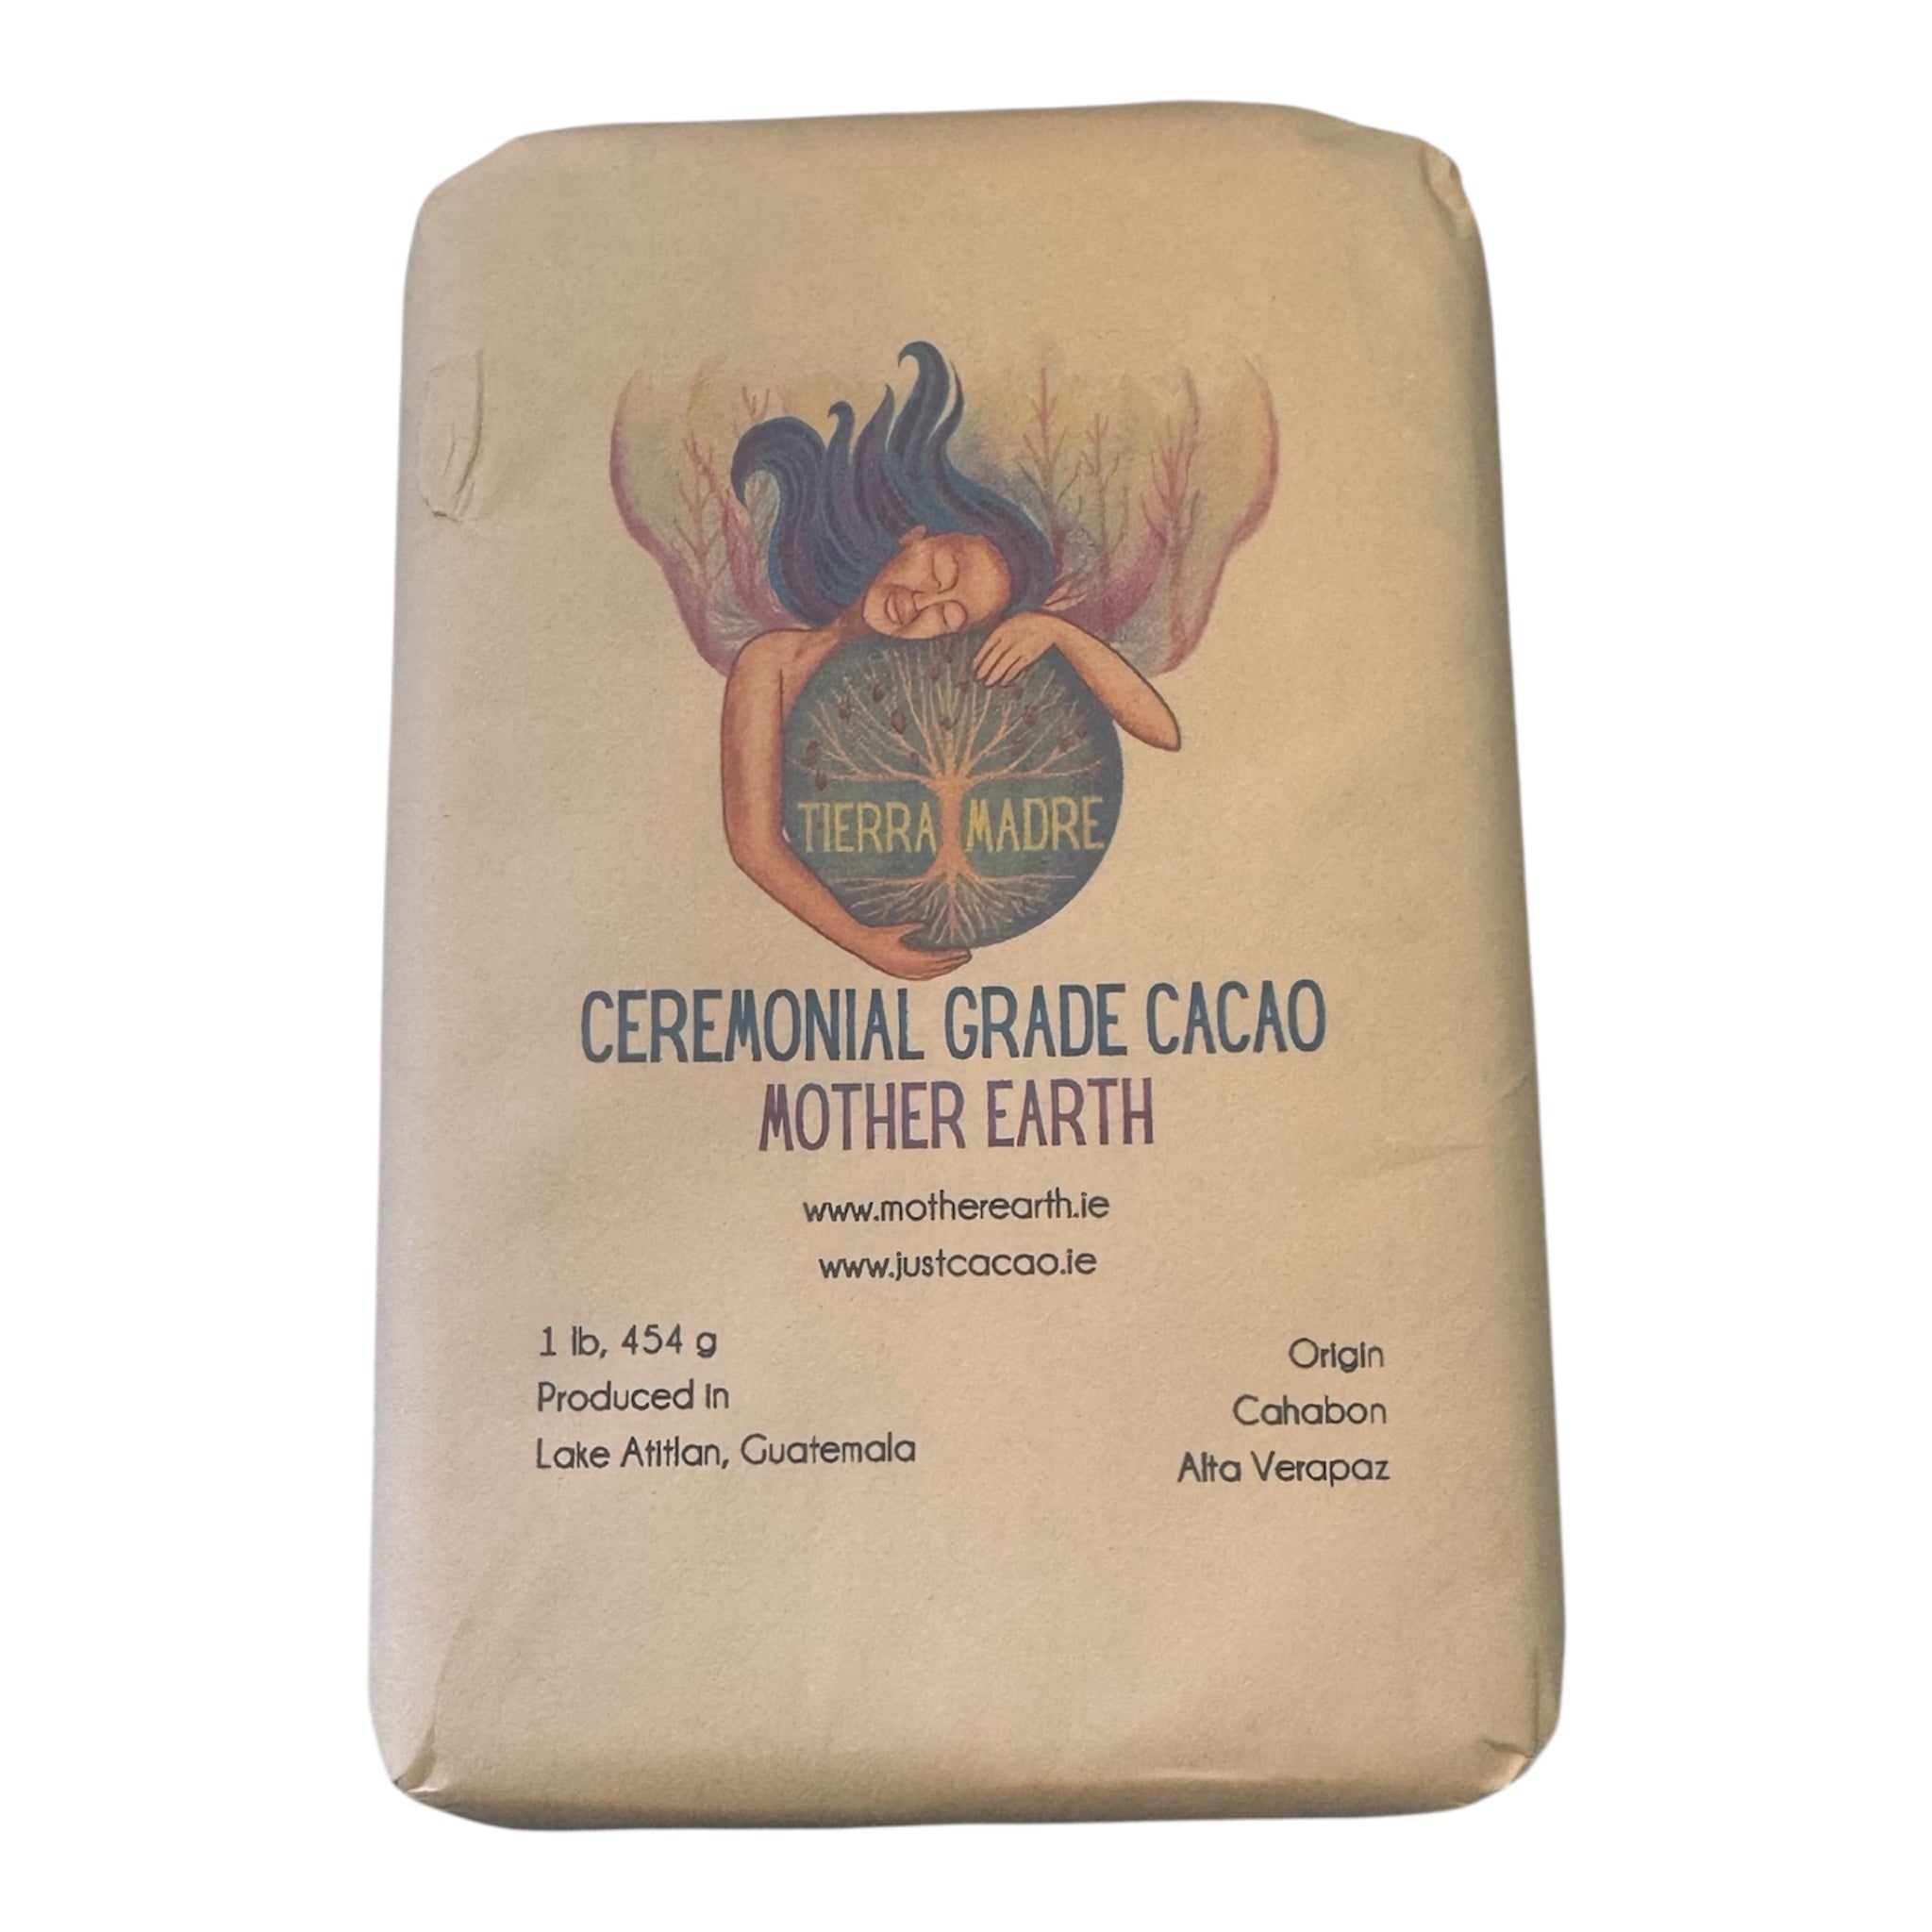 TIERRA MADRE
CEREMONIAL GRADE CACAO
MOTHER EARTH
www.motherearth.ie
www.justcacao.ie
1 lb, 454 g
Produced in
Lake Atitlan, Guatemala
Origin
Cahabon
Alta Verapaz